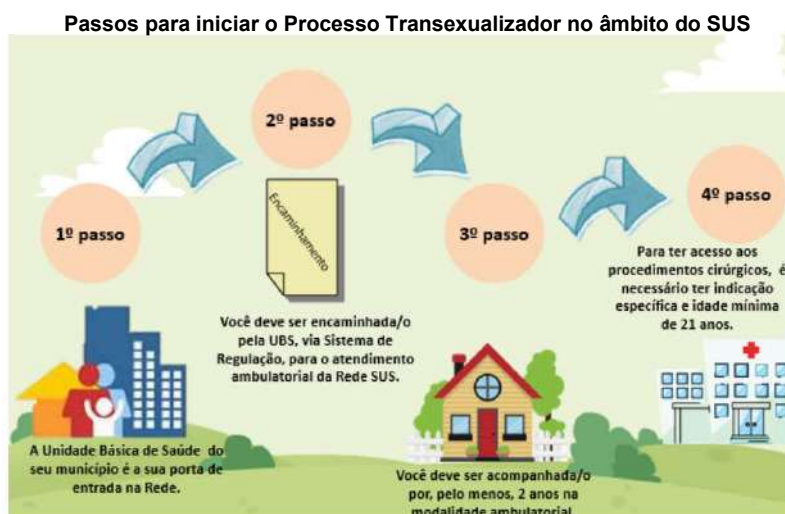 Passos para iniciar o Processo Transexualizador no âmbito do SUS
1º passo
A Unidade Básica de Saúde do
seu município é a sua porta de
entrada na Rede.
2º passo
Encaminhamento
Você deve ser encaminhada/o
pela UBS, via Sistema de
Regulação, para o atendimento
ambulatorial da Rede SUS.
3º passo
Você deve ser acompanhada/o
por, pelo menos, 2 anos na
modalidade ambulatorial
4º passo
Para ter acesso aos
procedimentos cirúrgicos, é
necessário ter indicação
específica e idade mínima
de 21 anos.